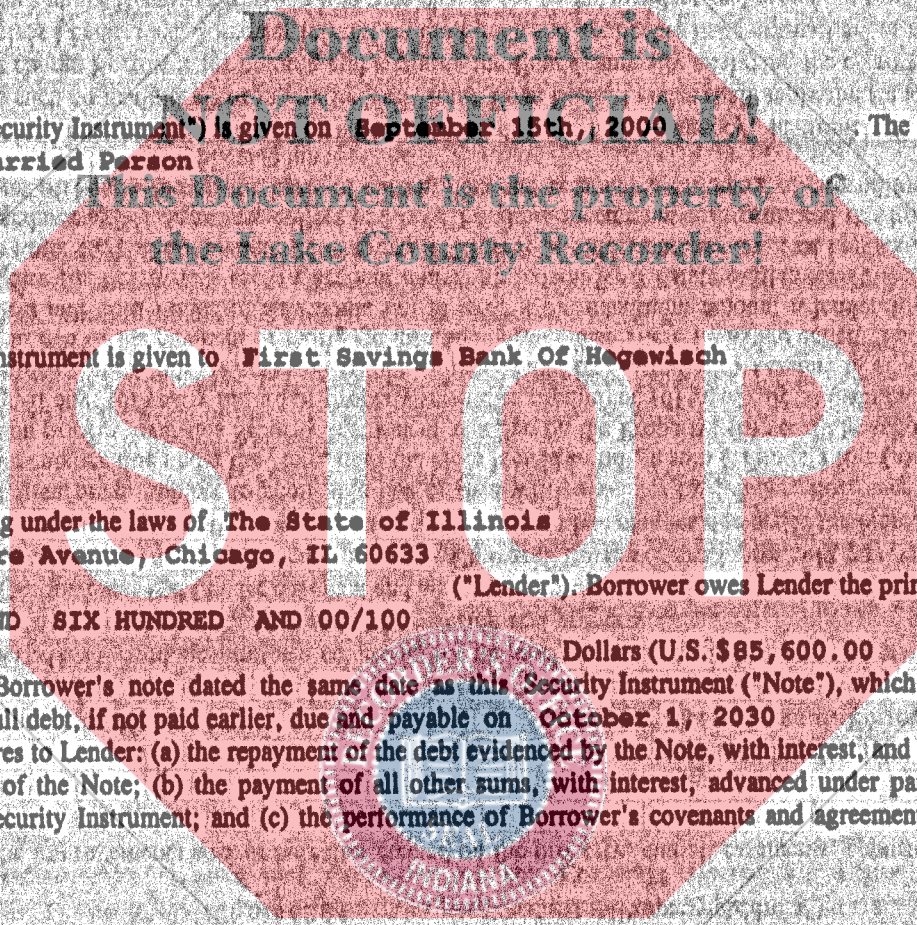 Document is
NOT OFFICIAL!
ecurity Instrument") is given on September 15th, 2000 . The
arried Person
This Document is the property of
the Lake County Recorder!
nstrument is given to First Savings Bank Of Hegewisch
STOP
g under the laws of The State of Illinois
re Avenue, Chicago, IL 60633
("Lender"). Borrower owes Lender the prin
D SIX HUNDRED AND 00/100
Dollars (U.S. $85,600.00
Borrower's note dated the same date as this Security Instrument ("Note"), which
ll debt, if not paid earlier, due and payable on October 1, 2030
res to Lender: (a) the repayment of the debt evidenced by the Note, with interest, and
of the Note; (b) the payment of all other sums, with interest, advanced under pa
ecurity Instrument; and (c) the performance of Borrower's covenants and agreemen
RECORDER'S OFFICE
SEAL
INDIANA